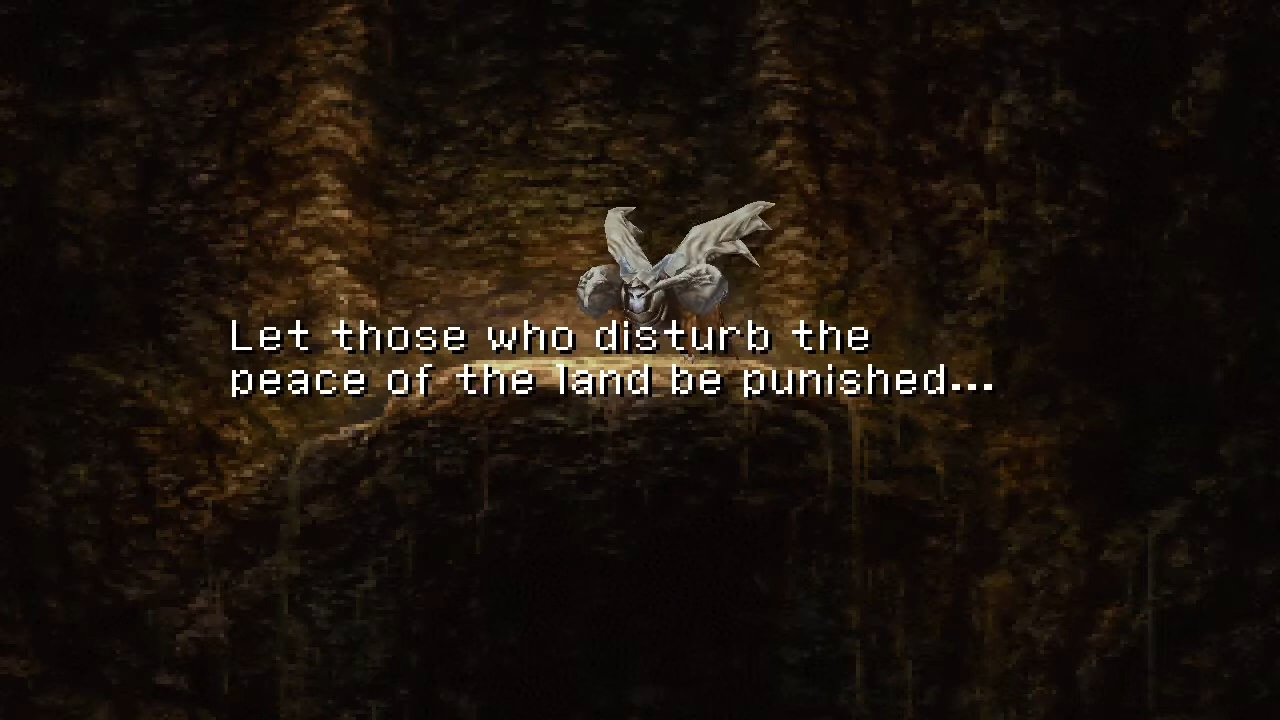 Let those who disturb the
peace of the land be punished...